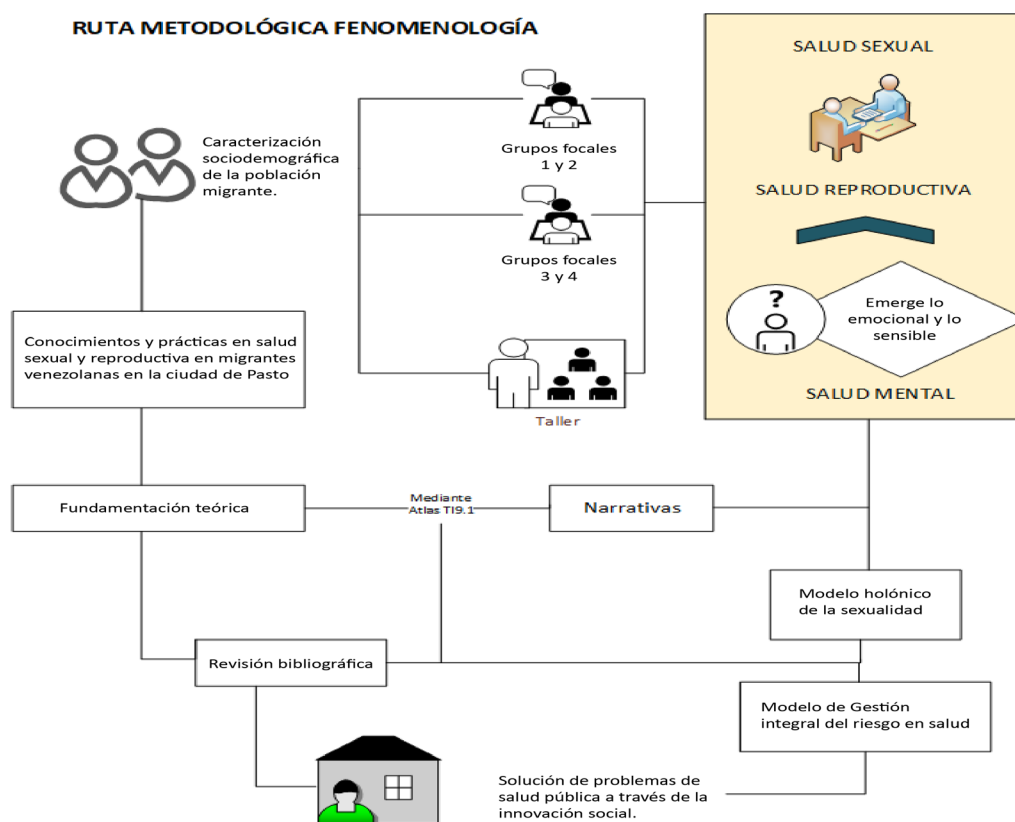 RUTA METODOLÓGICA FENOMENOLOGÍA
Caracterización
sociodemográfica
de la población
migrante.
Grupos focales
1 y 2
Grupos focales
3 y 4
Taller
SALUD SEXUAL
SALUD REPRODUCTIVA
?
Emerge lo
emocional y lo
sensible
SALUD MENTAL
Conocimientos y prácticas en salud
sexual y reproductiva en migrantes
venezolanas en la ciudad de Pasto
Fundamentación teórica
Mediante
Atlas TI9.1
Narrativas
Modelo holónico
de la sexualidad
Revisión bibliográfica
Modelo de Gestión
integral del riesgo en salud
Solución de problemas de
salud pública a través de la
innovación social.